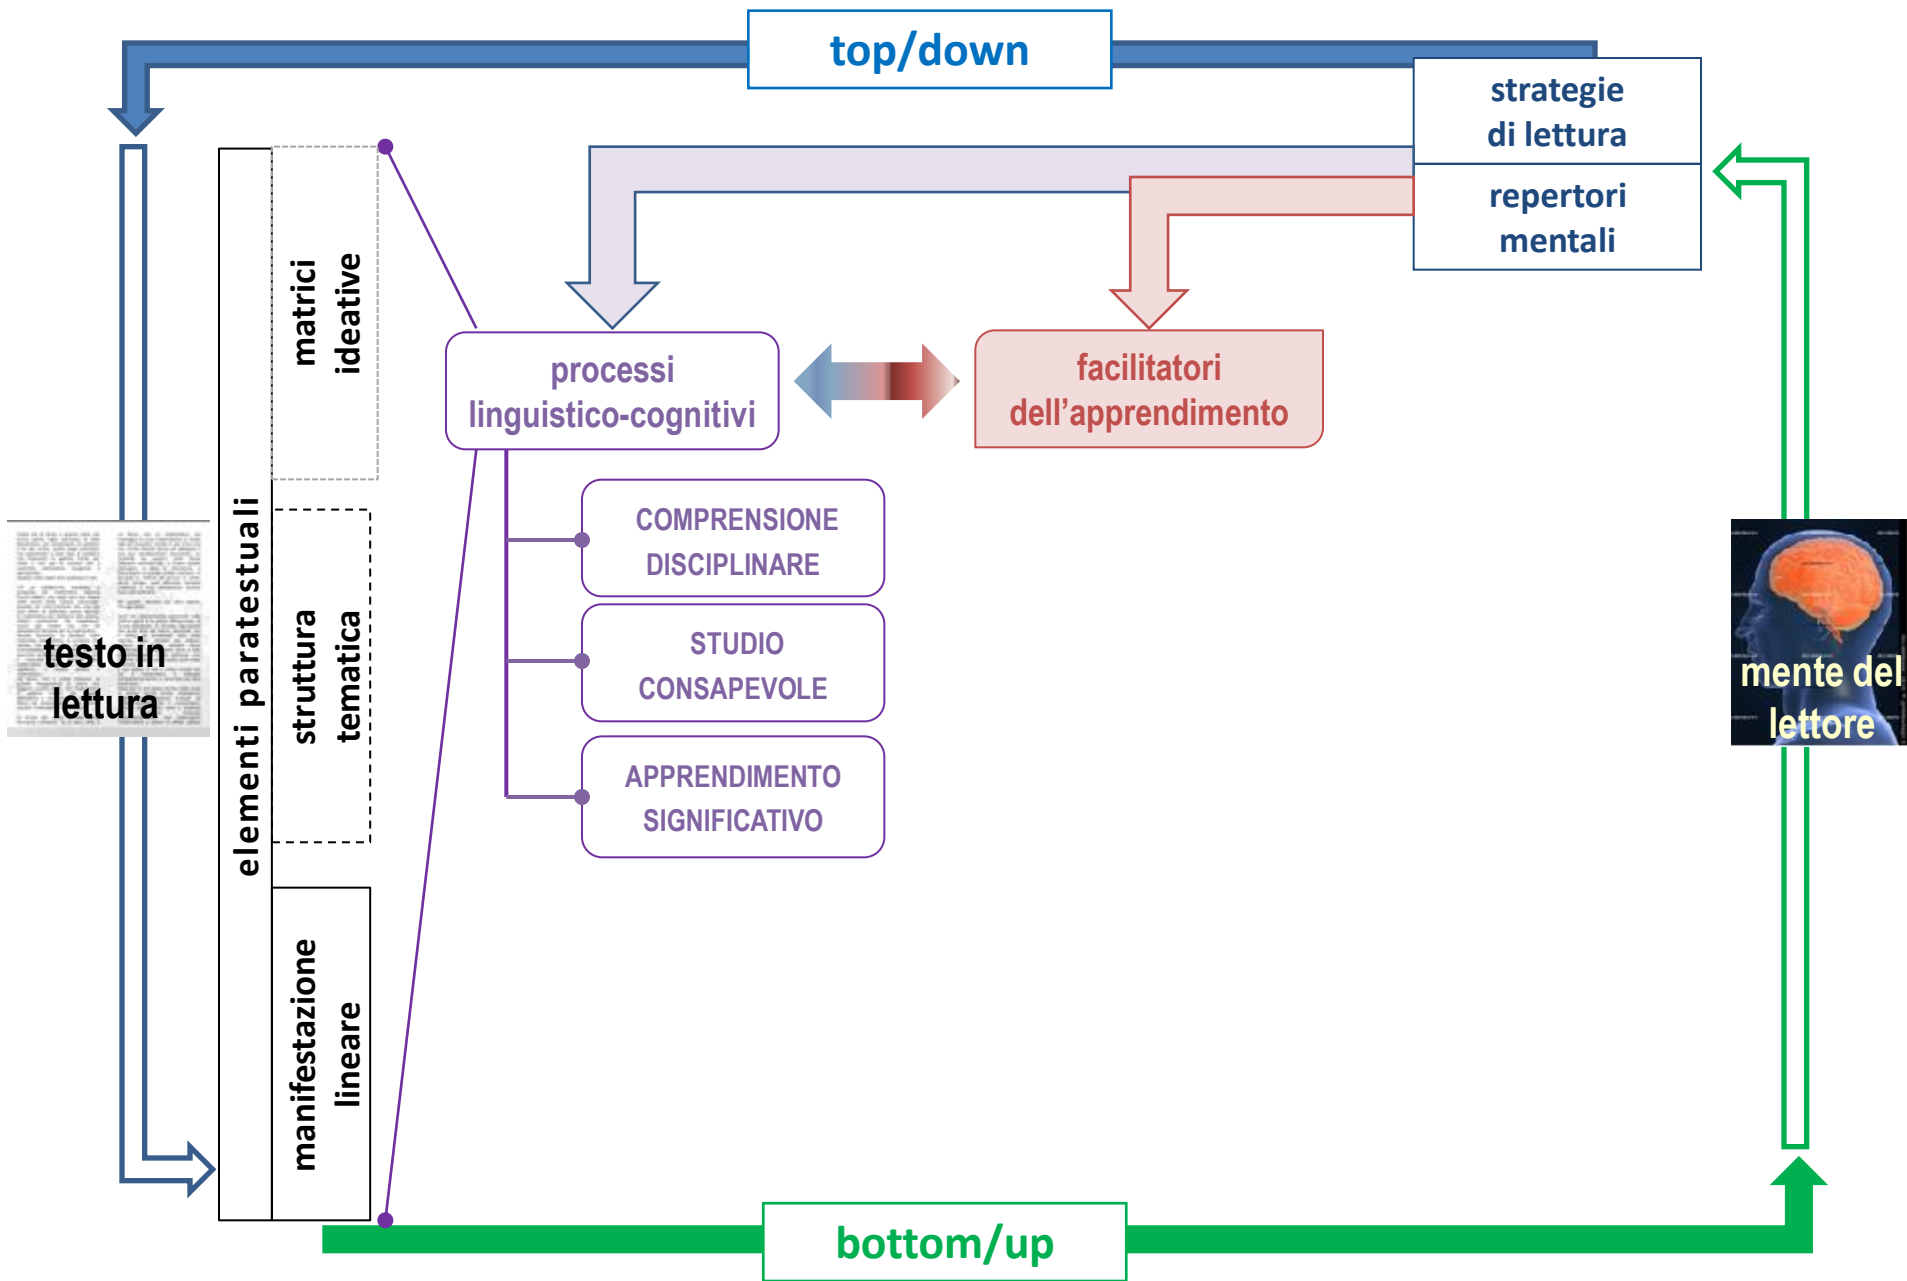 top/down
strategie
di lettura
repertori
mentali
matrici
ideative
processi
linguistico-cognitivi
facilitatori
dell’apprendimento
elementi paratestuali
COMPRENSIONE
DISCIPLINARE
struttura
tematica
testo in
lettura
STUDIO
CONSAPEVOLE
mente del
lettore
APPRENDIMENTO
SIGNIFICATIVO
manifestazione
lineare
bottom/up